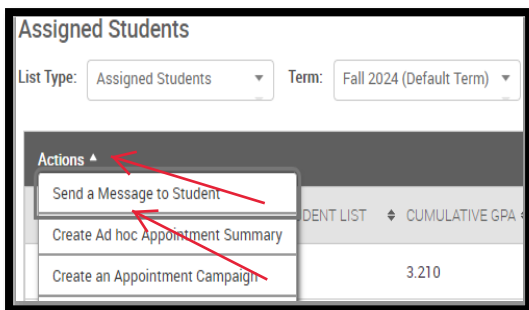 Assigned Students
List Type: Assigned Students Term: Fall 2024 (Default Term)
Actions
Send a Message to Student
DENT LIST CUMULATIVE GPA
Create Ad hoc Appointment Summary
3.210
Create an Appointment Campaign